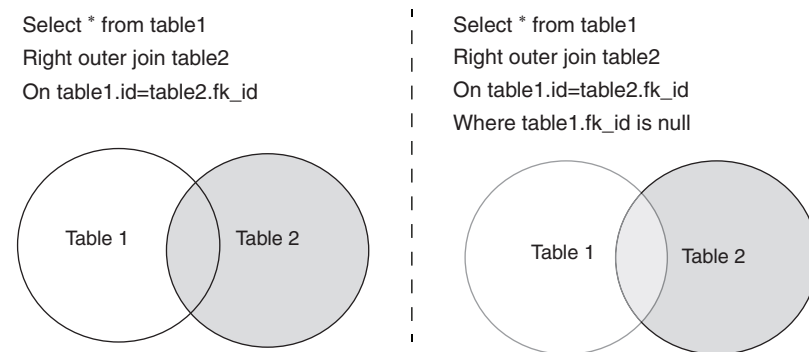 Select * from table1
Right outer join table2
On table1.id=table2.fk_id
Table 1
Table 2
Select * from table1
Right outer join table2
On table1.id=table2.fk_id
Where table1.fk_id is null
Table 1
Table 2